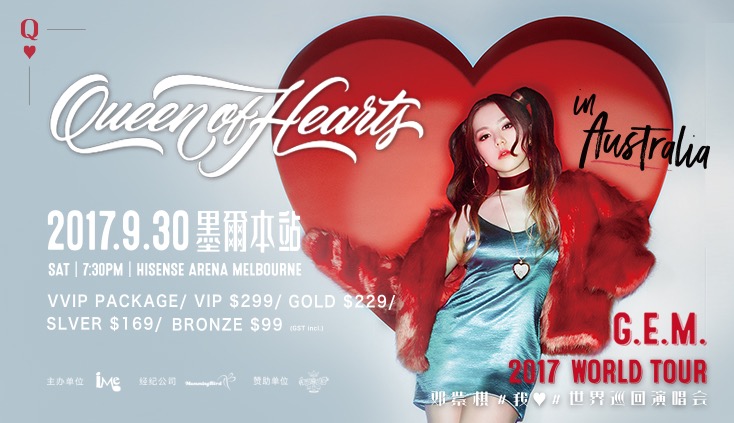 Q
Queen of Hearts
in
Australia
2017.9.30 墨爾本站
SAT | 7:30PM | HISENSE ARENA MELBOURNE
VVIP PACKAGE/ VIP $299/ GOLD $229/
SLVER $169/ BRONZE $99 (GST incl.)
G.E.M.
2017 WORLD TOUR
邓紫棋#我♥#世界巡回演唱会
主办单位 iMe 经纪公司 HummingBird 赞助单位